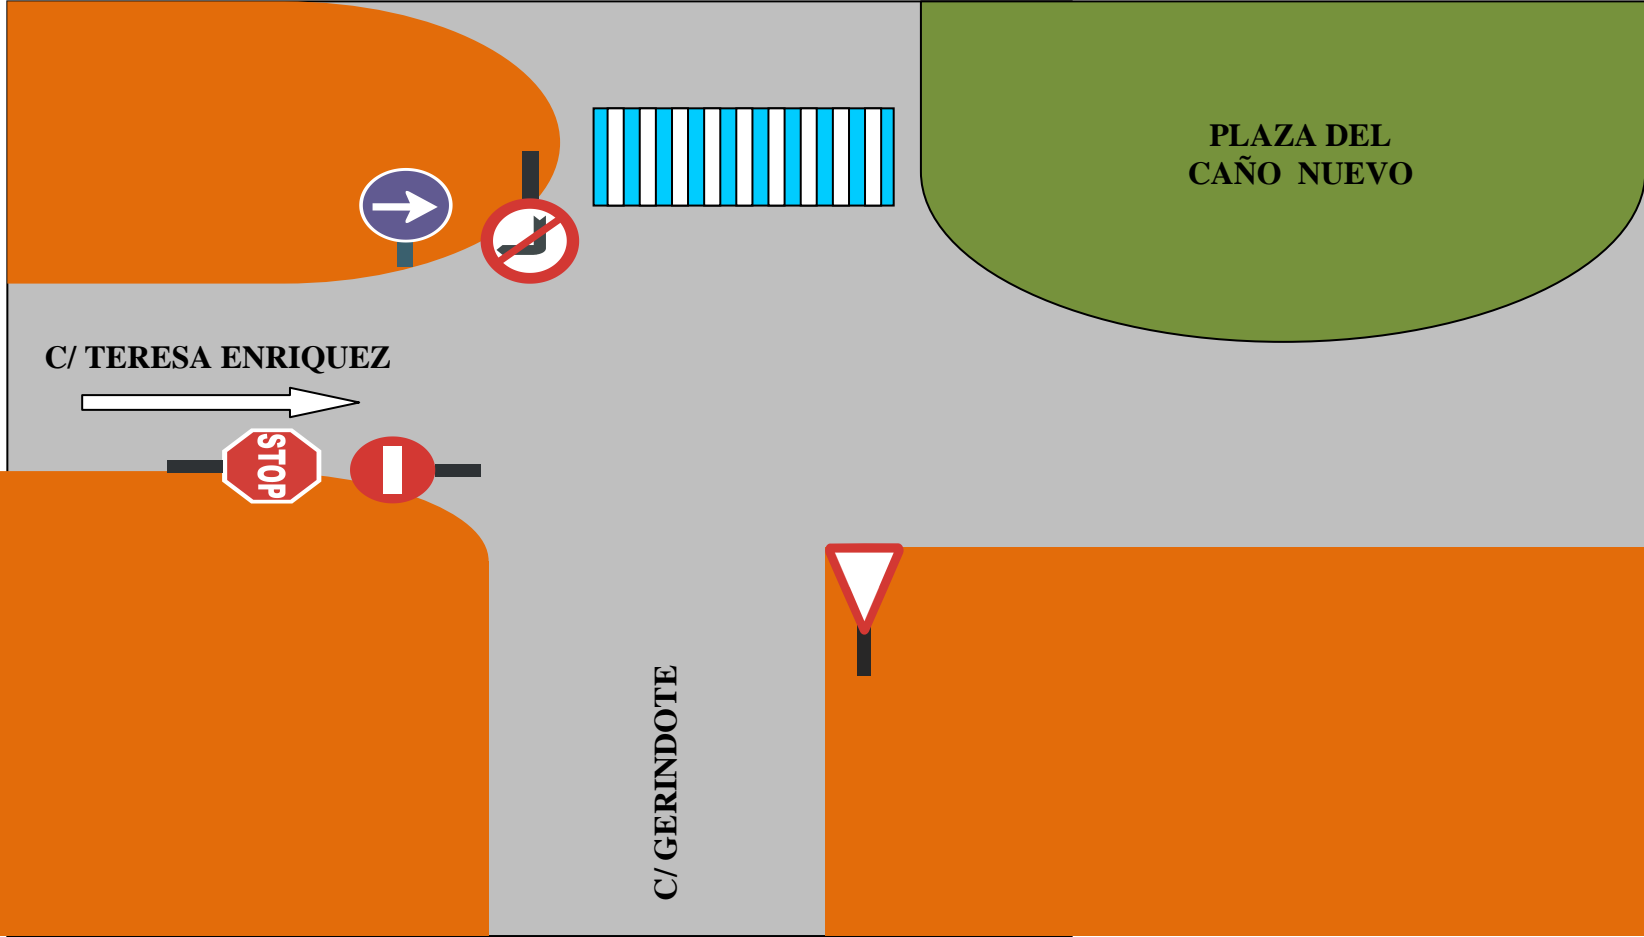 PLAZA DEL
CAÑO NUEVO
C/ TERESA ENRIQUEZ
STOP
C/ GERINDOTE